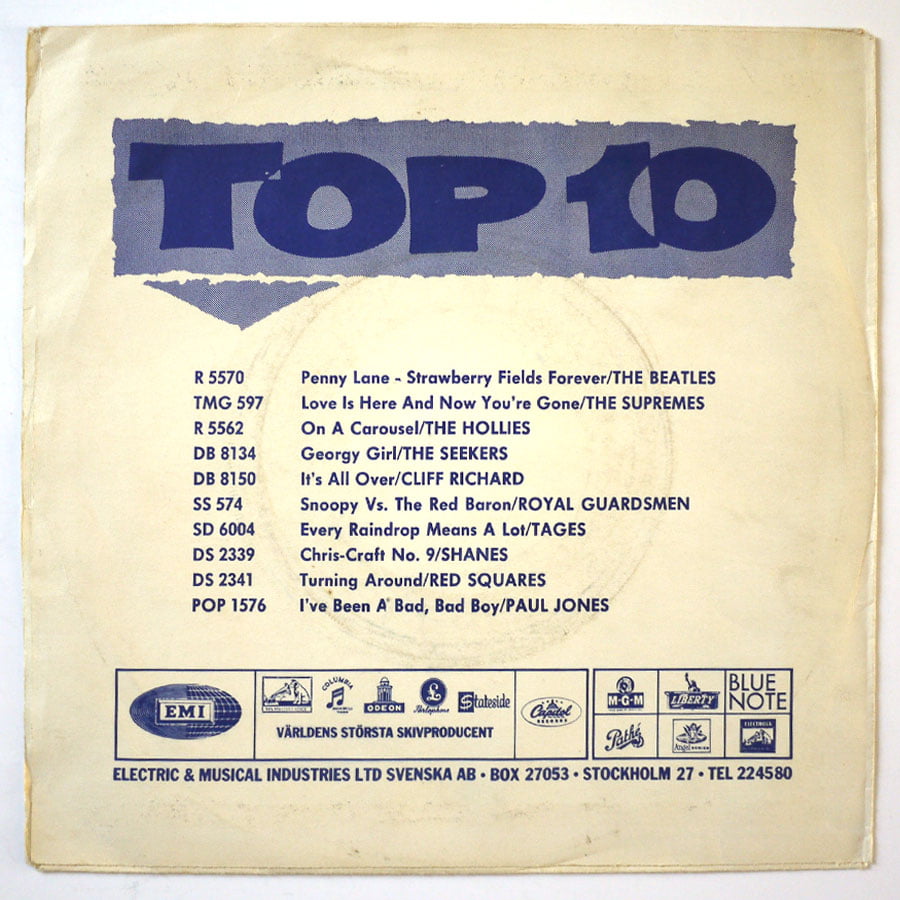 TOP 10
R 5570 Penny Lane - Strawberry Fields Forever/THE BEATLES
TMG 597 Love Is Here And Now You're Gone/THE SUPREMES
R 5562 On A Carousel/THE HOLLIES
DB 8134 Georgy Girl/THE SEEKERS
DB 8150 It's All Over/CLIFF RICHARD
SS 574 Snoopy Vs. The Red Baron/ROYAL GUARDSMEN
SD 6004 Every Raindrop Means A Lot/TAGES
DS 2339 Chris-Craft No. 9/SHANES
DS 2341 Turning Around/RED SQUARES
POP 1576 I've Been A Bad, Bad Boy/PAUL JONES
EMI
COLUMBIA
ODEON
Parlophone
Stateside
VÄRLDENS STÖRSTA SKIVPRODUCENT
Capitol
RECORDS
M-G-M
LIBERTY
BLUE
NOTE
Pathé
Angel SERIES
ELECTROLA
ELECTRIC & MUSICAL INDUSTRIES LTD SVENSKA AB • BOX 27053 • STOCKHOLM 27 • TEL 224580